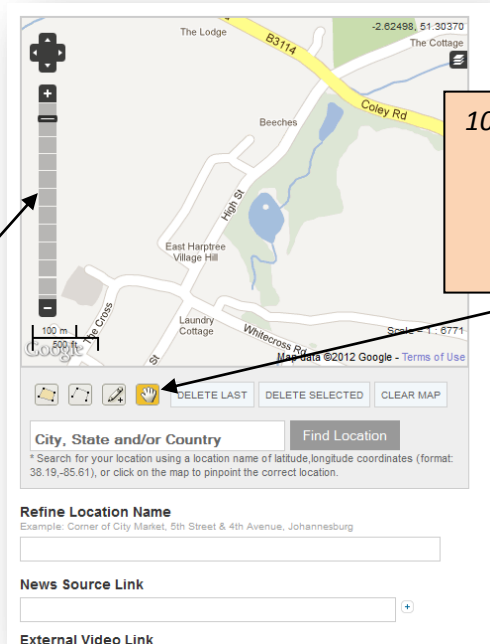 The Lodge
-2.62498, 51.30370
B3114
The Cottage
Coley Rd
10
Beeches
High St
East Harptree
Village Hill
The Cross
Laundry
Cottage
Whitecross Rd
St
100 m
500 ft
Scale = 1 : 6771
Google
Map data ©2012 Google - Terms of Use
DELETE LAST
DELETE SELECTED
CLEAR MAP
City, State and/or Country
Find Location
* Search for your location using a location name of latitude,longitude coordinates (format:
38.19,-85.61), or click on the map to pinpoint the correct location.
Refine Location Name
Example: Corner of City Market, 5th Street & 4th Avenue, Johannesburg
News Source Link
External Video Link